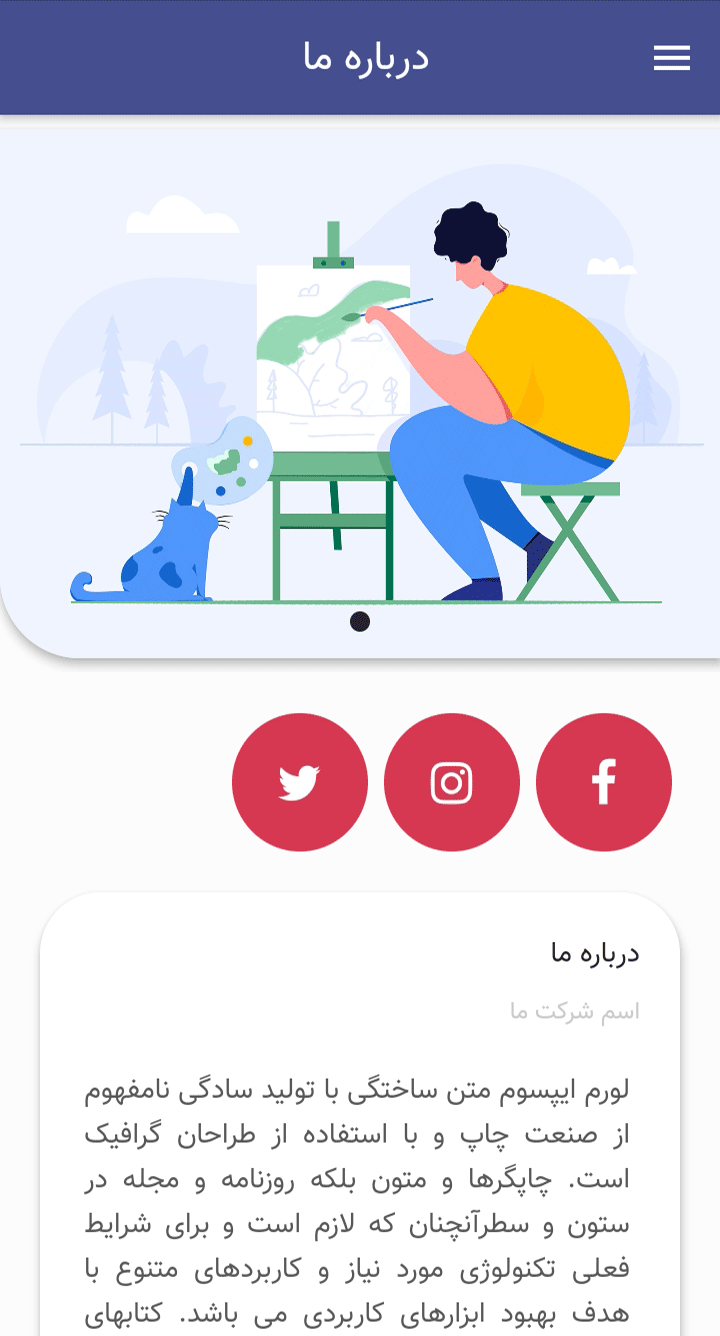 درباره ما
درباره ما
اسم شرکت ما
لورم ایپسوم متن ساختگی با تولید سادگی نامفهوم
از صنعت چاپ و با استفاده از طراحان گرافیک
است. چاپگرها و متون بلکه روزنامه و مجله در
ستون و سطرآنچنان که لازم است و برای شرایط
فعلی تکنولوژی مورد نیاز و کاربردهای متنوع با
هدف بهبود ابزارهای کاربردی می باشد. کتابهای